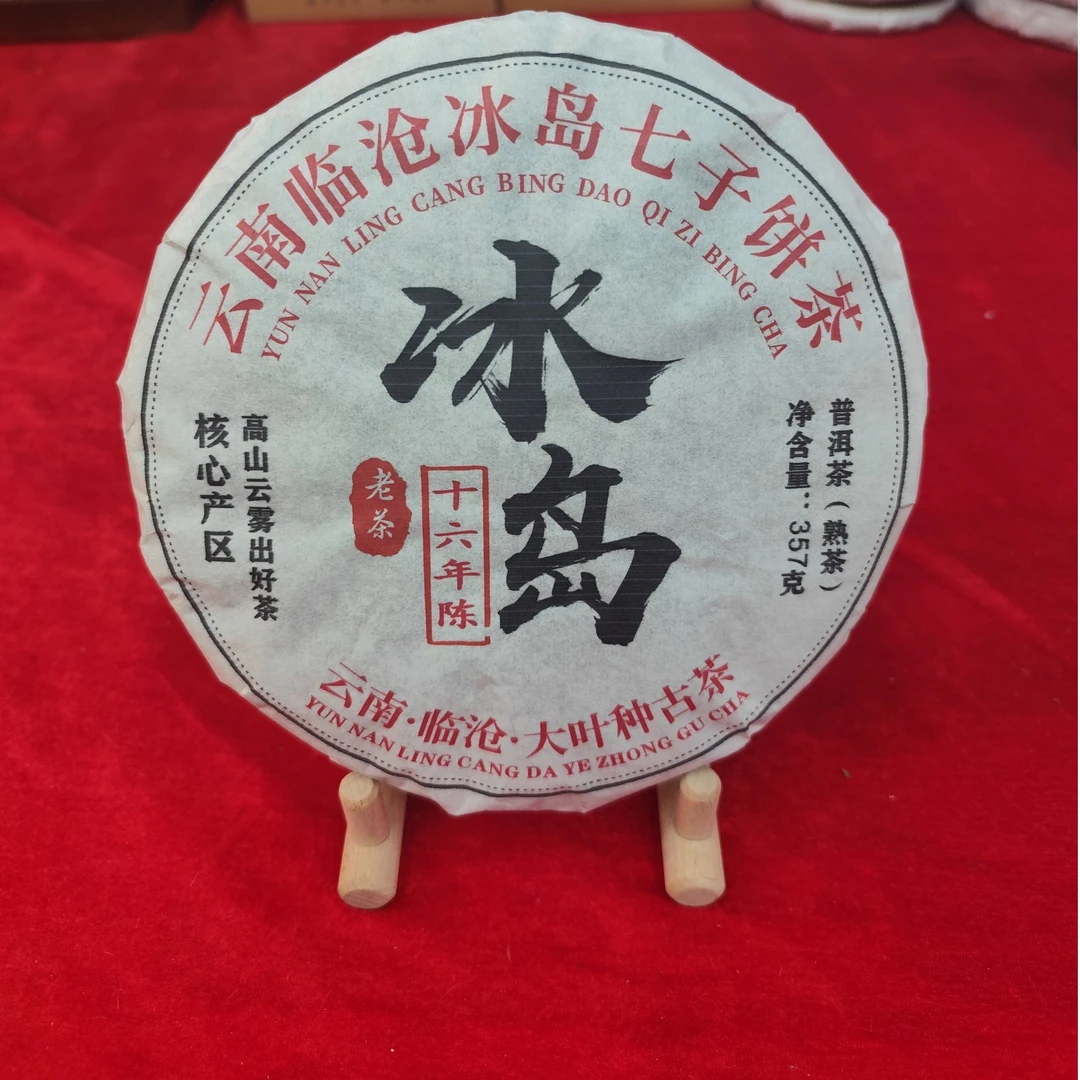 云南临沧冰岛七子饼茶
YUN NAN LING CANG BING DAO QI ZI BING CHA
冰岛
老茶
十六年陈
高山云雾出好茶
核心产区
普洱茶（熟茶）
净含量：357克
云南·临沧·大叶种古茶
YUN NAN LING CANG DA YE ZHONG GU CHA